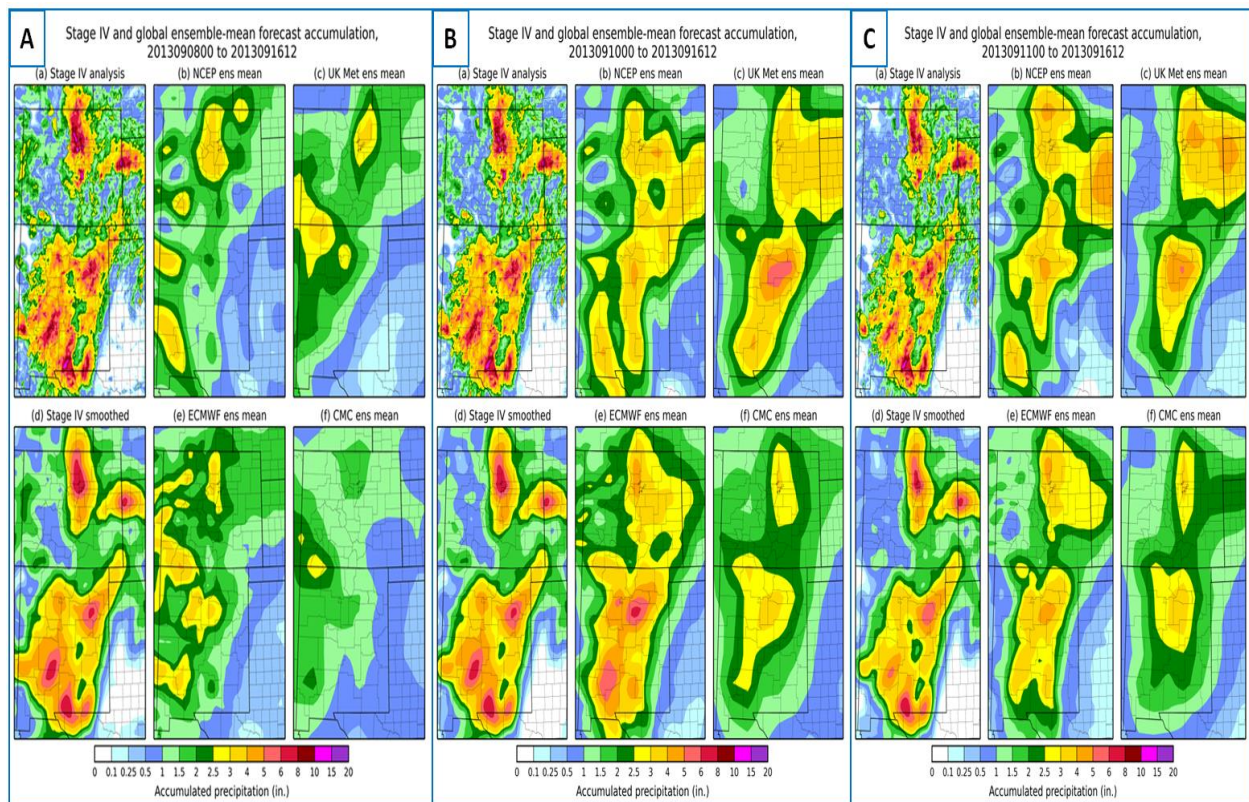 A
Stage IV and global ensemble-mean forecast accumulation,
2013090800 to 2013091612
(a) Stage IV analysis (b) NCEP ens mean (c) UK Met ens mean
(d) Stage IV smoothed (e) ECMWF ens mean (f) CMC ens mean
0 0.1 0.25 0.5 1 1.5 2 2.5 3 4 5 6 8 10 15 20
Accumulated precipitation (in.)
B
Stage IV and global ensemble-mean forecast accumulation,
2013091000 to 2013091612
(a) Stage IV analysis (b) NCEP ens mean (c) UK Met ens mean
(d) Stage IV smoothed (e) ECMWF ens mean (f) CMC ens mean
0 0.1 0.25 0.5 1 1.5 2 2.5 3 4 5 6 8 10 15 20
Accumulated precipitation (in.)
C
Stage IV and global ensemble-mean forecast accumulation,
2013091100 to 2013091612
(a) Stage IV analysis (b) NCEP ens mean (c) UK Met ens mean
(d) Stage IV smoothed (e) ECMWF ens mean (f) CMC ens mean
0 0.1 0.25 0.5 1 1.5 2 2.5 3 4 5 6 8 10 15 20
Accumulated precipitation (in.)